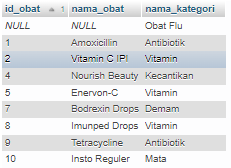 id_obat 1 nama_obat nama_kategori
NULL NULL Obat Flu
1 Amoxicillin Antibiotik
2 Vitamin C IPI Vitamin
4 Nourish Beauty Kecantikan
5 Enervon-C Vitamin
7 Bodrexin Drops Demam
8 Imunped Drops Vitamin
9 Tetracycline Antibiotik
10 Insto Reguler Mata